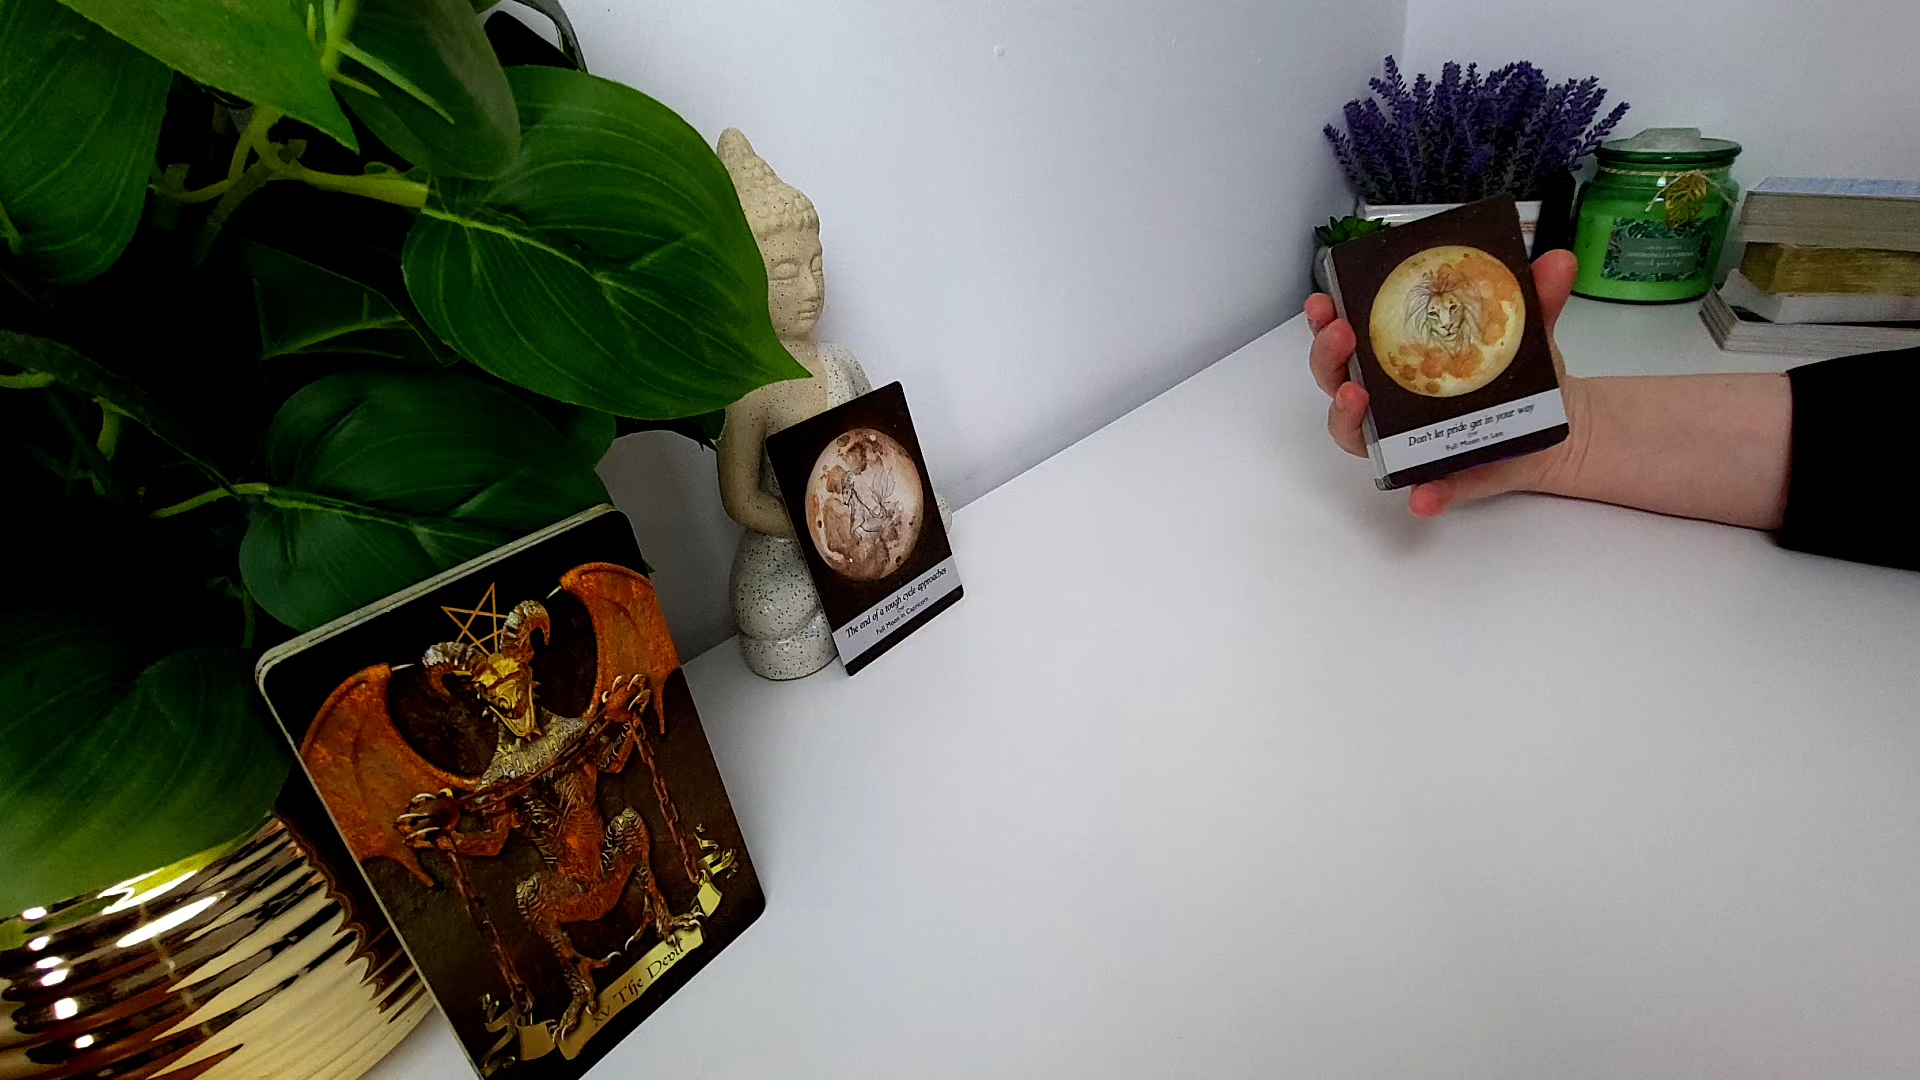 Don't let pride get in your way
Full Moon in Leo
The end of a tough cycle approaches
Full Moon in Capricorn
XV The Devil